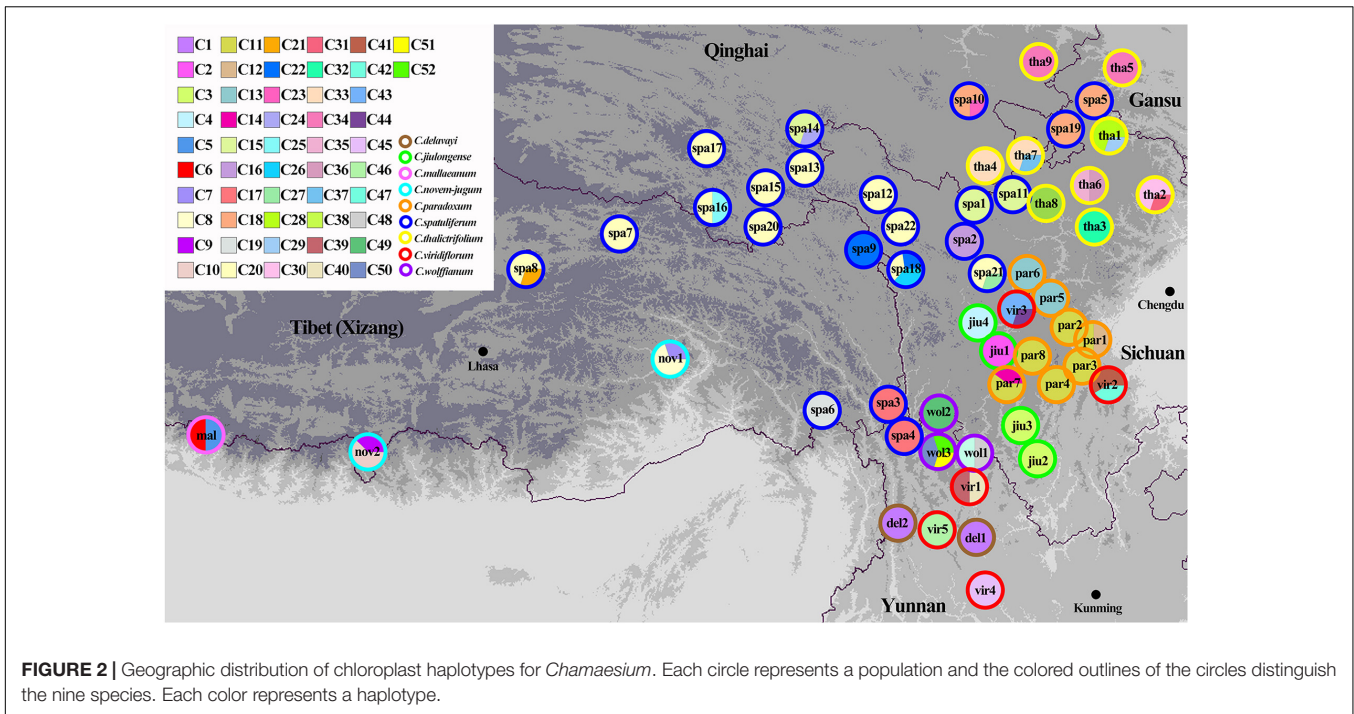 C1 C11 C21 C31 C41 C51
C2 C12 C22 C32 C42 C52
C3 C13 C23 C33 C43
C4 C14 C24 C34 C44
C5 C15 C25 C35 C45
C6 C16 C26 C36 C46
C7 C17 C27 C37 C47
C8 C18 C28 C38 C48
C9 C19 C29 C39 C49
C10 C20 C30 C40 C50
C.delavayi
C.jiulongense
C.mallaeanum
C.novem-jugum
C.paradoxum
C.spatuliferum
C.thalictrifolium
C.viridiflorum
C.wolffianum
Qinghai
tha9
tha5
spa10
spa5
Gansu
spa14
spa19
tha1
spa17
spa13
tha4
tha7
spa15
spa12
spa11
tha6
tha2
spa16
spa1
tha8
spa20
spa22
tha3
spa7
spa9
spa2
spa8
spa18
spa21
par6
par5
Chengdu
vir3
Tibet (Xizang)
jiu4
par2
par1
Lhasa
nov1
jiu1
par8
Sichuan
par3
par7
par4
vir2
spa3
spa6
wol2
mal
spa4
jiu3
nov2
wol3
wol1
jiu2
vir1
del2
vir5
del1
vir4
Yunnan
Kunming
FIGURE 2 | Geographic distribution of chloroplast haplotypes for Chamaesium. Each circle represents a population and the colored outlines of the circles distinguish
the nine species. Each color represents a haplotype.